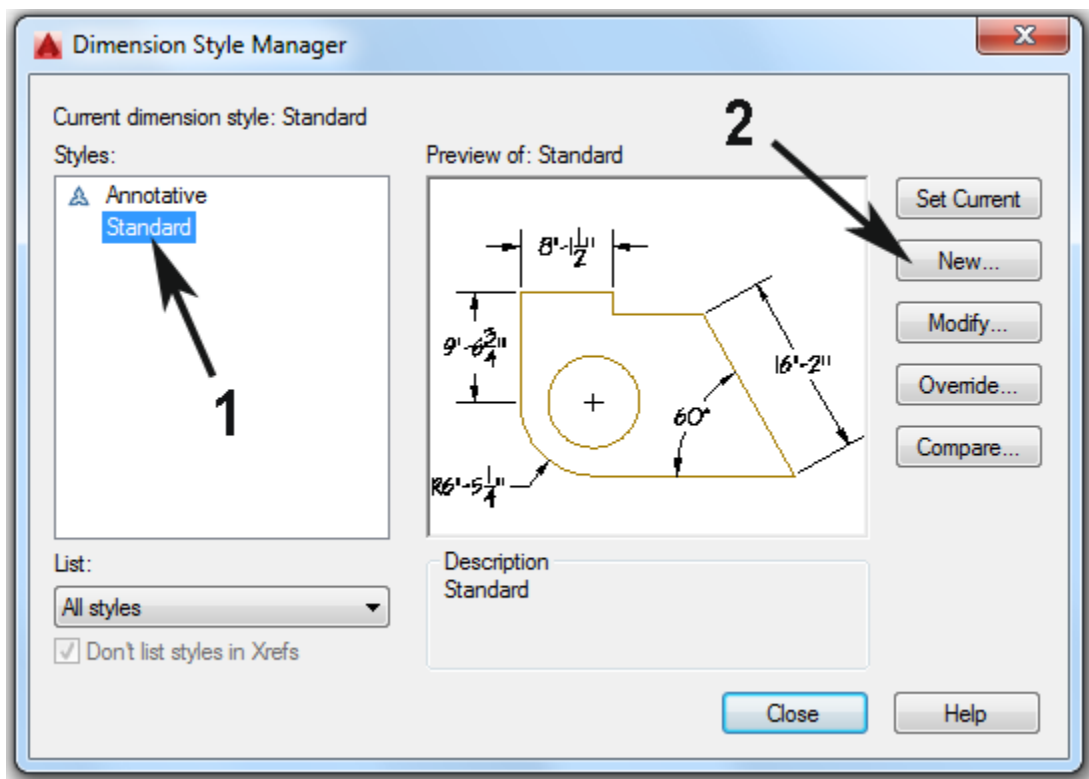 Dimension Style Manager
Current dimension style: Standard
Styles:
Annotative
Standard
1
List:
All styles
Don't list styles in Xrefs
Preview of: Standard
2
8'-1 1/2"
9'-6 3/4"
16'-2"
60°
R6'-5 1/4"
Description
Standard
Set Current
New...
Modify...
Override...
Compare...
Close
Help